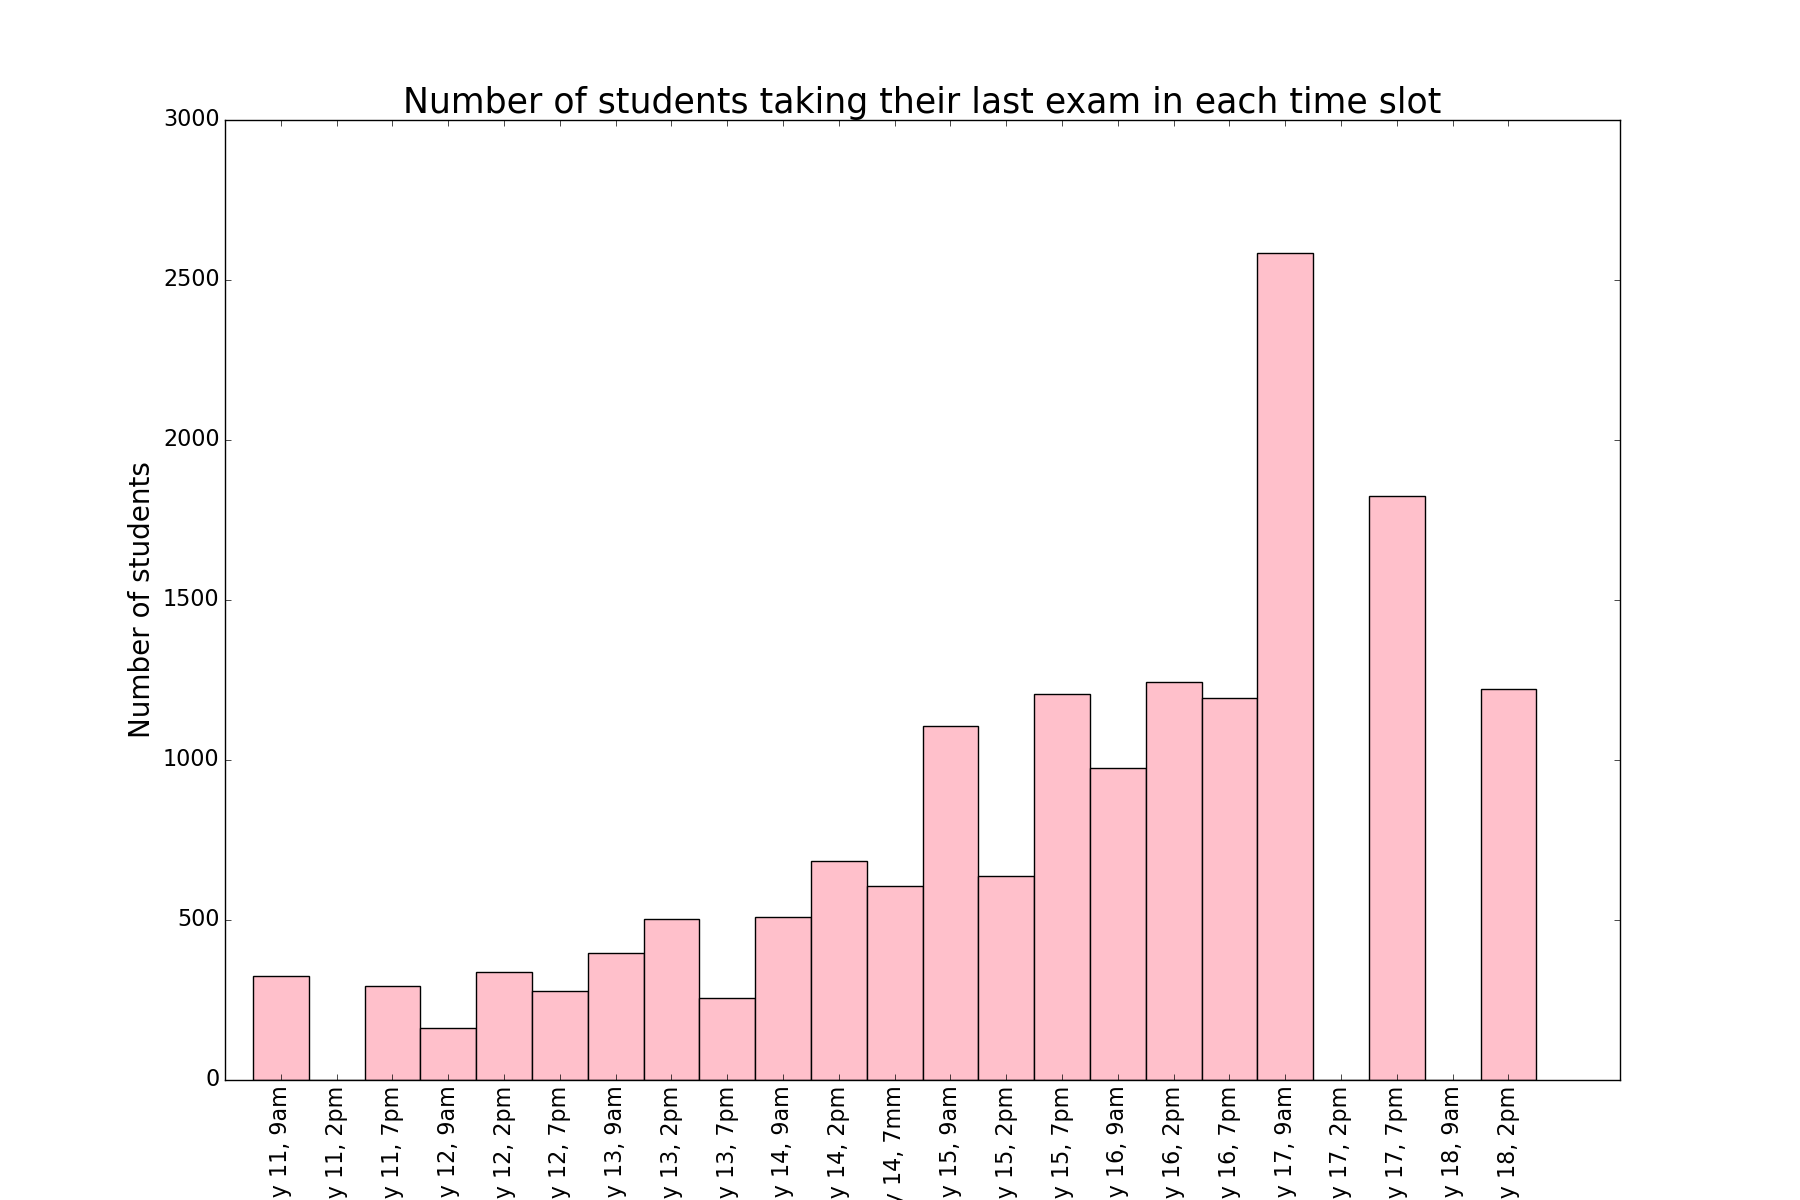 Number of students taking their last exam in each time slot
3000
2500
2000
1500
1000
500
0
Number of students
y 11, 9am
y 11, 2pm
y 11, 7pm
y 12, 9am
y 12, 2pm
y 12, 7pm
y 13, 9am
y 13, 2pm
y 13, 7pm
y 14, 9am
y 14, 2pm
y 14, 7mm
y 15, 9am
y 15, 2pm
y 15, 7pm
y 16, 9am
y 16, 2pm
y 16, 7pm
y 17, 9am
y 17, 2pm
y 17, 7pm
y 18, 9am
y 18, 2pm